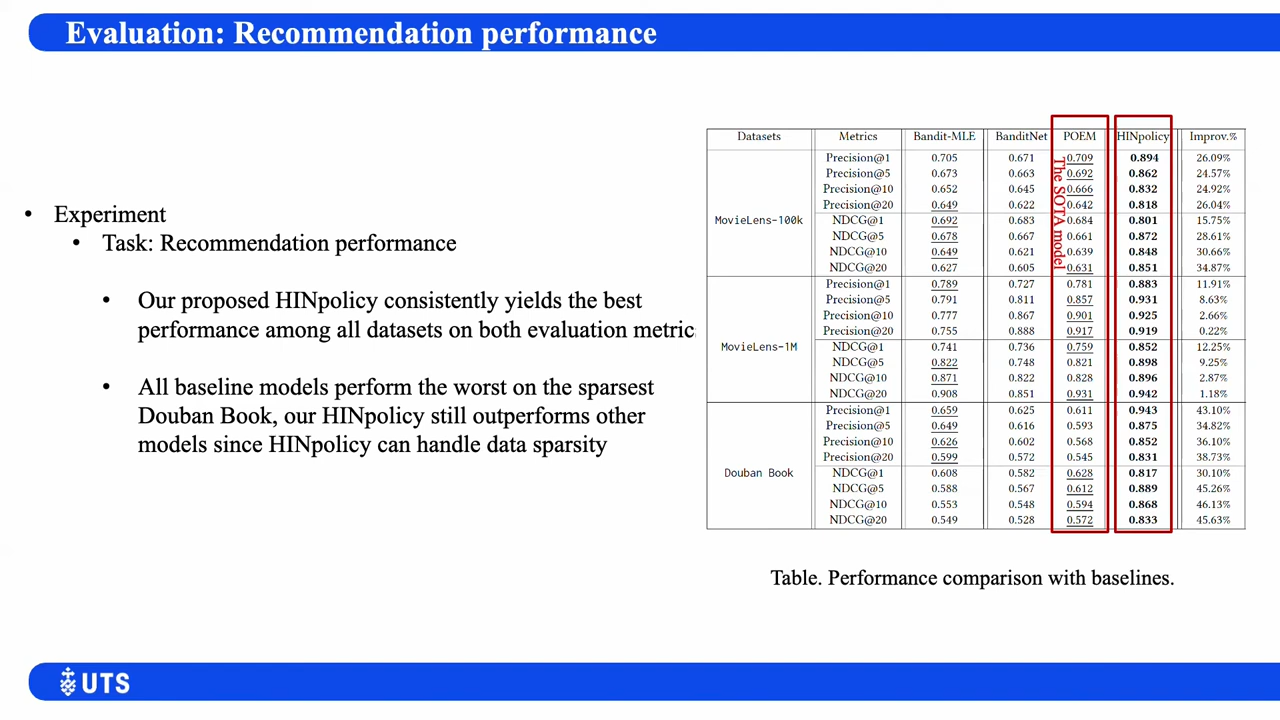 Evaluation: Recommendation performance
• Experiment
• Task: Recommendation performance
• Our proposed HINpolicy consistently yields the best
performance among all datasets on both evaluation metric
• All baseline models perform the worst on the sparsest
Douban Book, our HINpolicy still outperforms other
models since HINpolicy can handle data sparsity
Datasets Metrics Bandit-MLE BanditNet POEM HINpolicy Improv.%
MovieLens-100k
Precision@1 0.705 0.671 0.709 0.894 26.09%
Precision@5 0.673 0.663 0.692 0.862 24.57%
Precision@10 0.652 0.645 0.666 0.832 24.92%
Precision@20 0.649 0.622 0.642 0.818 26.04%
NDCG@1 0.692 0.683 0.684 0.801 15.75%
NDCG@5 0.678 0.667 0.661 0.872 28.61%
NDCG@10 0.649 0.621 0.639 0.848 30.66%
NDCG@20 0.627 0.605 0.631 0.851 34.87%
The SOTA model
MovieLens-1M
Precision@1 0.789 0.727 0.781 0.883 11.91%
Precision@5 0.791 0.811 0.857 0.931 8.63%
Precision@10 0.777 0.867 0.901 0.925 2.66%
Precision@20 0.755 0.888 0.917 0.919 0.22%
NDCG@1 0.741 0.736 0.759 0.852 12.25%
NDCG@5 0.822 0.748 0.821 0.898 9.25%
NDCG@10 0.871 0.822 0.828 0.896 2.87%
NDCG@20 0.908 0.851 0.931 0.942 1.18%
Douban Book
Precision@1 0.659 0.625 0.611 0.943 43.10%
Precision@5 0.649 0.616 0.593 0.875 34.82%
Precision@10 0.626 0.602 0.568 0.852 36.10%
Precision@20 0.599 0.572 0.545 0.831 38.73%
NDCG@1 0.608 0.582 0.628 0.817 30.10%
NDCG@5 0.588 0.567 0.612 0.889 45.26%
NDCG@10 0.553 0.548 0.594 0.868 46.13%
NDCG@20 0.549 0.528 0.572 0.833 45.63%
Table. Performance comparison with baselines.
UTS